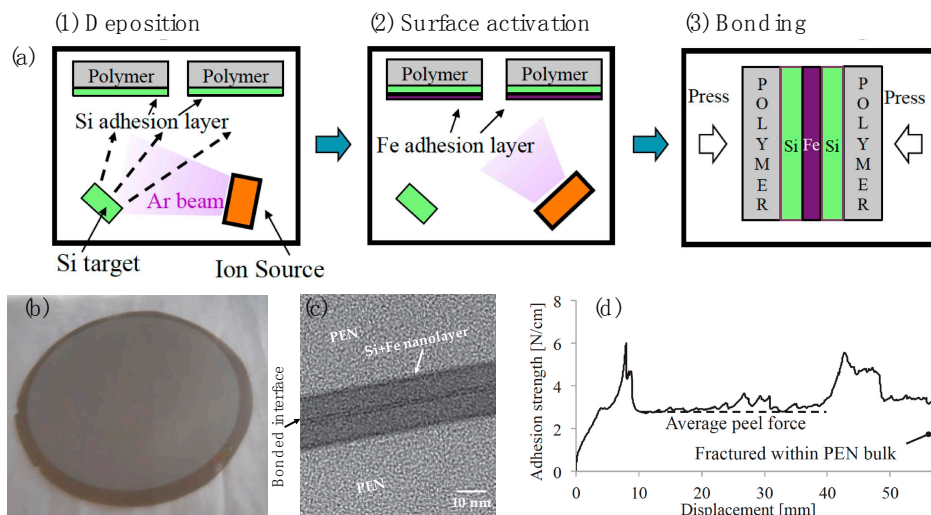 (1) Deposition
(2) Surface activation
(3) Bonding
(a)
Polymer
Polymer
Si adhesion layer
Ar beam
Si target
Ion Source
Polymer
Polymer
Fe adhesion layer
Press
POLYMER
Si
Fe
Si
POLYMER
Press
(b)
Bonded interface
(c)
PEN
Si+Fe nanolayer
PEN
10 nm
(d)
Adhesion strength [N/cm]
8
6
4
2
0
Average peel force
Fractured within PEN bulk
0
10
20
30
40
50
Displacement [mm]